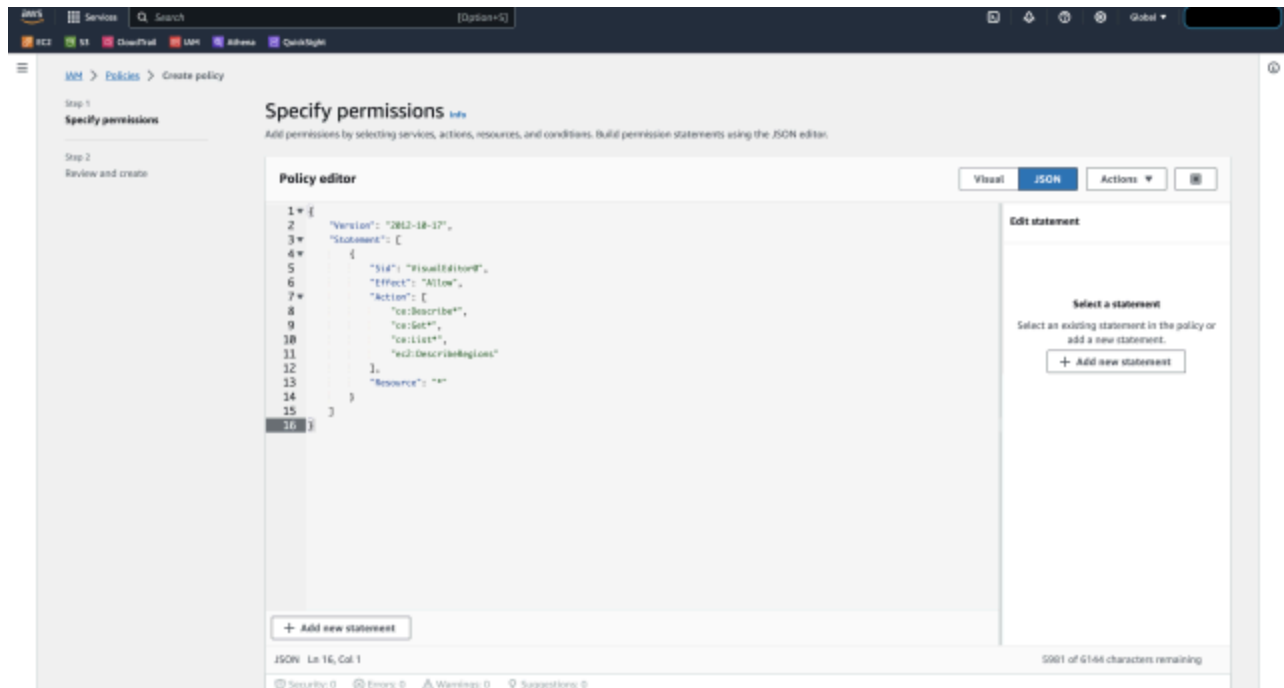 aws
Services
Search
[Option+S]
Global ▼
EC2
S3
CloudTrail
IAM
Athena
QuickSight
IAM > Policies > Create policy
Step 1
Specify permissions
Step 2
Review and create
Specify permissions Info
Add permissions by selecting services, actions, resources, and conditions. Build permission statements using the JSON editor.
Policy editor
Visual
JSON
Actions ▼
1 {
2 "Version": "2012-10-17",
3 "Statement": [
4 {
5 "Sid": "VisualEditor0",
6 "Effect": "Allow",
7 "Action": [
8 "ce:Describe*",
9 "ce:Get*",
10 "ce:List*",
11 "ec2:DescribeRegions"
12 ],
13 "Resource": "*"
14 }
15 ]
16 }
Edit statement
Select a statement
Select an existing statement in the policy or
add a new statement.
+ Add new statement
+ Add new statement
JSON Ln 16, Col 1
5981 of 6144 characters remaining
Security: 0
Errors: 0
Warnings: 0
Suggestions: 0